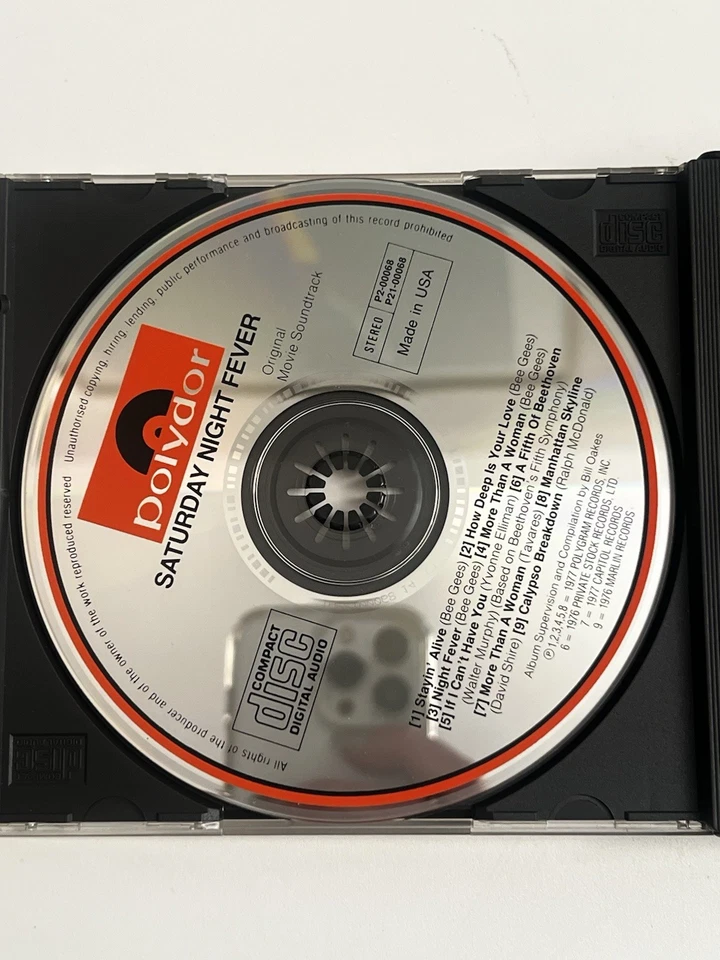 All rights of the producer and of the owner of the work reproduced reserved Unauthorised copying, hiring, lending, public performance and broadcasting of this record prohibited
polydor
SATURDAY NIGHT FEVER
Original
Movie Soundtrack
STEREO
P2-00068
P21-00068
Made in USA
COMPACT
disc
DIGITAL AUDIO
[1] Stayin' Alive (Bee Gees) [2] How Deep Is Your Love (Bee Gees)
[3] Night Fever (Bee Gees) [4] More Than A Woman (Bee Gees)
[5] If I Can't Have You (Yvonne Elliman) [6] A Fifth Of Beethoven
(Walter Murphy) (Based on Beethoven's Fifth Symphony)
[7] More Than A Woman (Tavares) [8] Manhattan Skyline
(David Shire) [9] Calypso Breakdown (Ralph McDonald)
Album Supervision and Compilation by Bill Oakes
℗ 1,2,3,4,5,8 = 1977 POLYGRAM RECORDS, INC.
6 = 1976 PRIVATE STOCK RECORDS, LTD.
7 = 1977 CAPITOL RECORDS
9 = 1976 MARLIN RECORDS
disc
disc